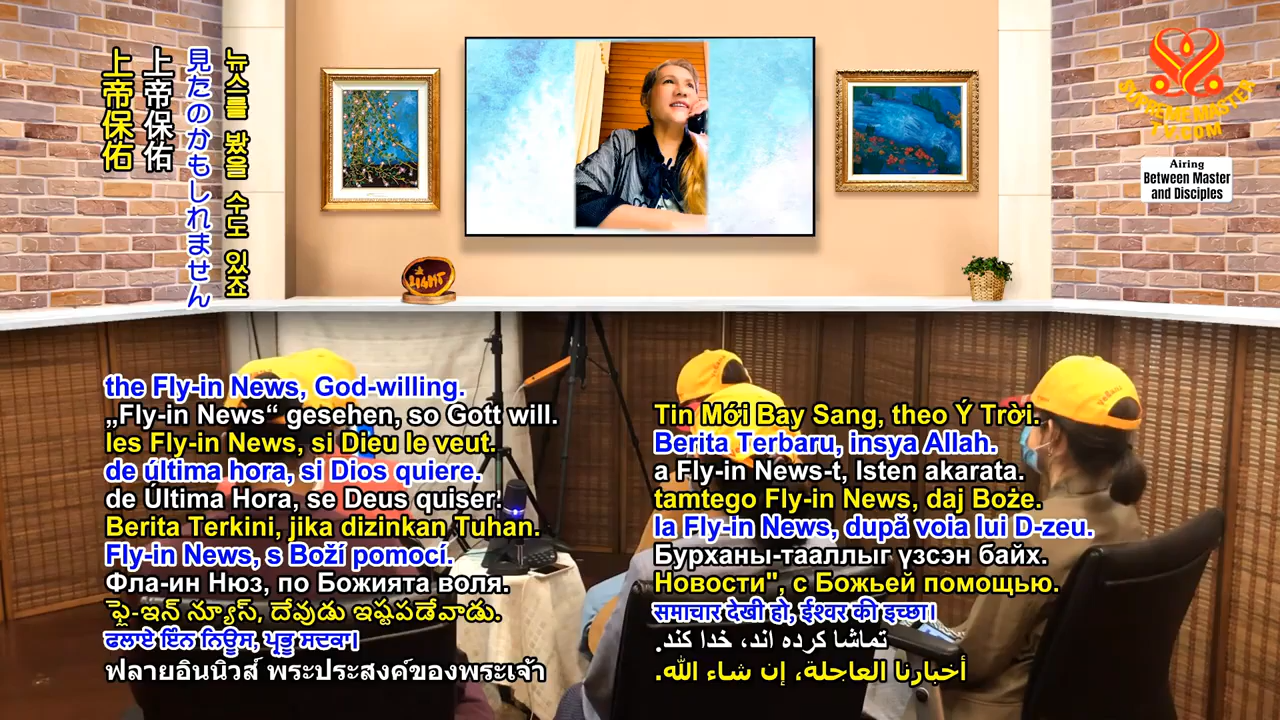 上帝保佑
上帝保佑
見たのかもしれません
뉴스를 봤을 수도 있죠
SUPREME MASTER
TV.COM
Airing
Between Master
and Disciples
the Fly-in News, God-willing.
„Fly-in News“ gesehen, so Gott will.
les Fly-in News, si Dieu le veut.
de última hora, si Dios quiere.
de Última Hora, se Deus quiser.
Berita Terkini, jika dizinkan Tuhan.
Fly-in News, s Boží pomocí.
Фла-ин Нюз, по Божията воля.
ఫ్లై-ఇన్ న్యూస్, దేవుడు ఇష్టపడేవాడు.
ਫਲਾਏ ਇੰਨ ਨਿਊਸ, ਪ੍ਰਭੂ ਸਦਕਾ।
ฟลายอินนิวส์ พระประสงค์ของพระเจ้า
Tin Mới Bay Sang, theo Ý Trời.
Berita Terbaru, insya Allah.
a Fly-in News-t, Isten akarata.
tamtego Fly-in News, daj Boże.
la Fly-in News, după voia lui D-zeu.
Бурханы-тааллыг үзсэн байх.
Новости", с Божьей помощью.
समाचार देखी हो, ईश्वर की इच्छा।
تماشا کرده اند، خدا کند.
أخبارنا العاجلة، إن شاء الله.